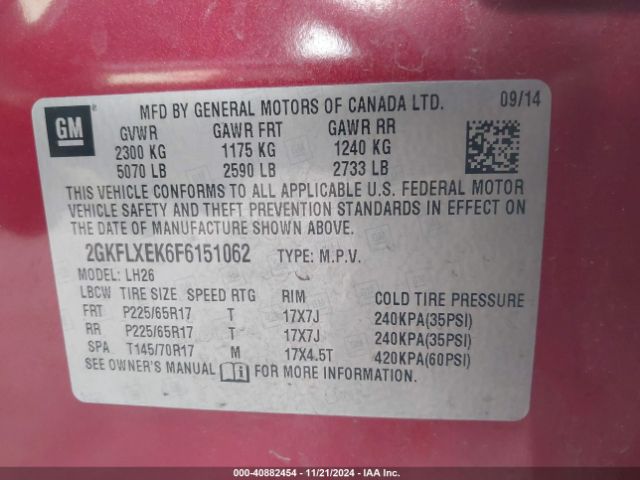 GM
MFD BY GENERAL MOTORS OF CANADA LTD. 09/14
GVWR GAWR FRT GAWR RR
2300 KG 1175 KG 1240 KG
5070 LB 2590 LB 2733 LB
THIS VEHICLE CONFORMS TO ALL APPLICABLE U.S. FEDERAL MOTOR
VEHICLE SAFETY AND THEFT PREVENTION STANDARDS IN EFFECT ON
THE DATE OF MANUFACTURE SHOWN ABOVE.
2GKFLXEK6F6151062 TYPE: M.P.V.
MODEL: LH26
LBCW TIRE SIZE SPEED RTG RIM COLD TIRE PRESSURE
FRT P225/65R17 T 17X7J 240KPA(35PSI)
RR P225/65R17 T 17X7J 240KPA(35PSI)
SPA T145/70R17 M 17X4.5T 420KPA(60PSI)
SEE OWNER'S MANUAL FOR MORE INFORMATION.
000-40882454 - 11/21/2024 - IAA Inc.